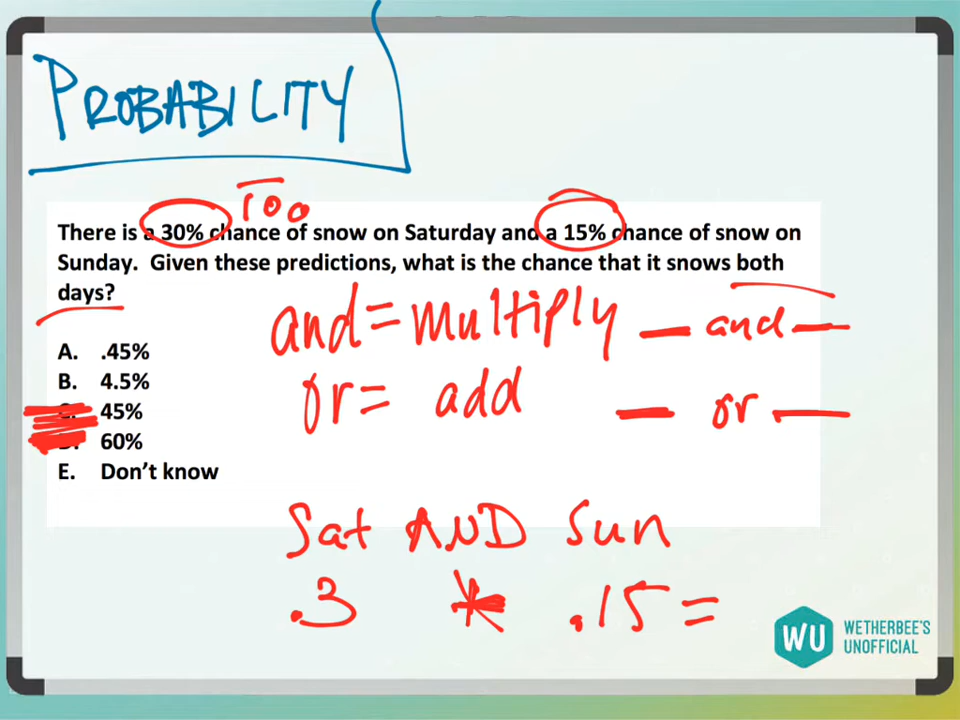 PROBABILITY
100
There is a 30% chance of snow on Saturday and a 15% chance of snow on
Sunday. Given these predictions, what is the chance that it snows both
days?
and = multiply — and —
or = add — or —
A. .45%
B. 4.5%
45%
60%
E. Don't know
Sat AND Sun
.3 * .15 =
WU WETHERBEE'S
UNOFFICIAL